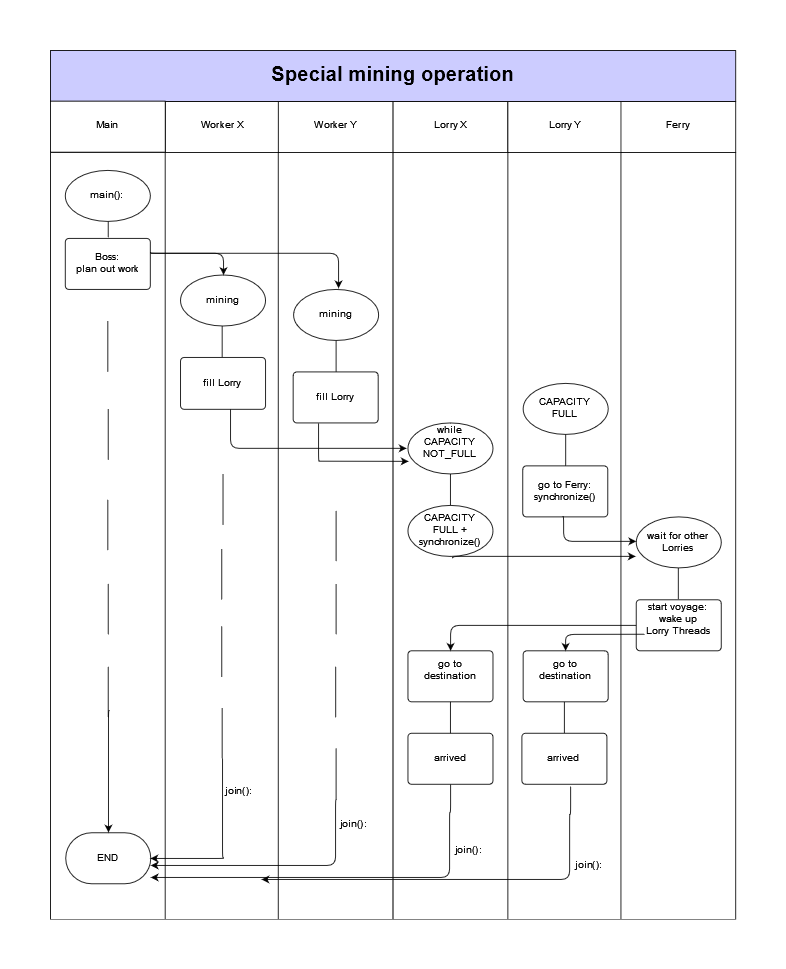 Special mining operation
Main
Worker X
Worker Y
Lorry X
Lorry Y
Ferry
main():
Boss:
plan out work
mining
mining
fill Lorry
fill Lorry
while
CAPACITY
NOT_FULL
CAPACITY
FULL
go to Ferry:
synchronize()
CAPACITY
FULL +
synchronize()
wait for other
Lorries
start voyage:
wake up
Lorry Threads
go to
destination
go to
destination
arrived
arrived
join():
join():
join():
join():
END